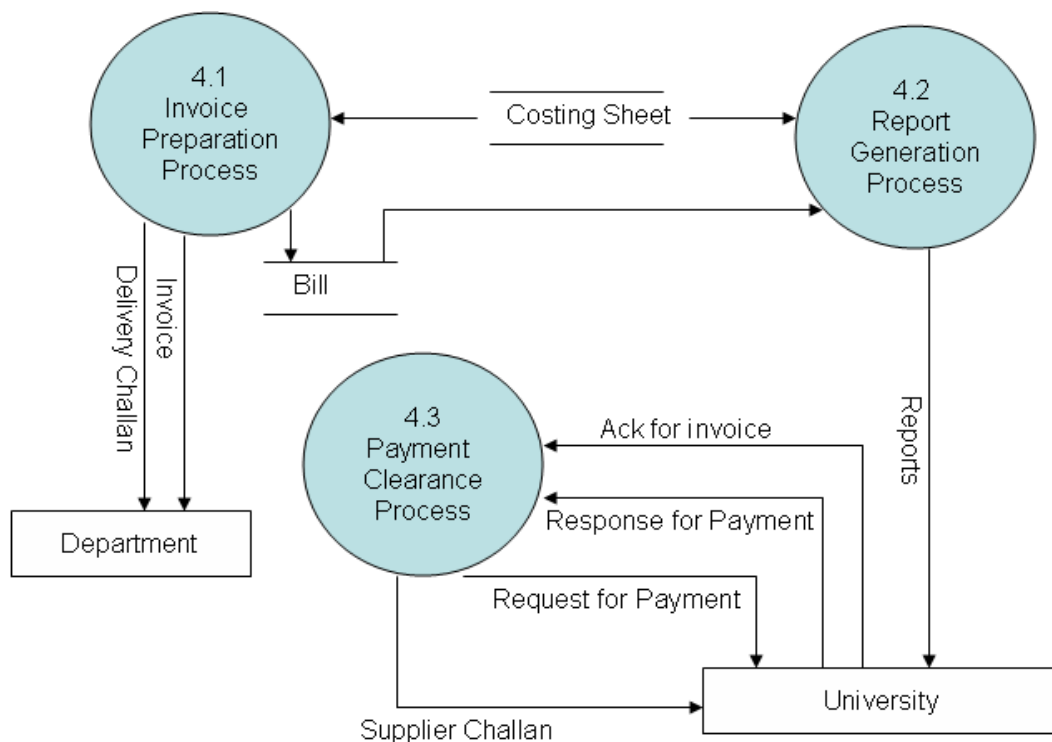 4.1
Invoice
Preparation
Process
Costing Sheet
4.2
Report
Generation
Process
Bill
Delivery Challan
Invoice
Reports
4.3
Payment
Clearance
Process
Ack for invoice
Response for Payment
Request for Payment
Department
University
Supplier Challan